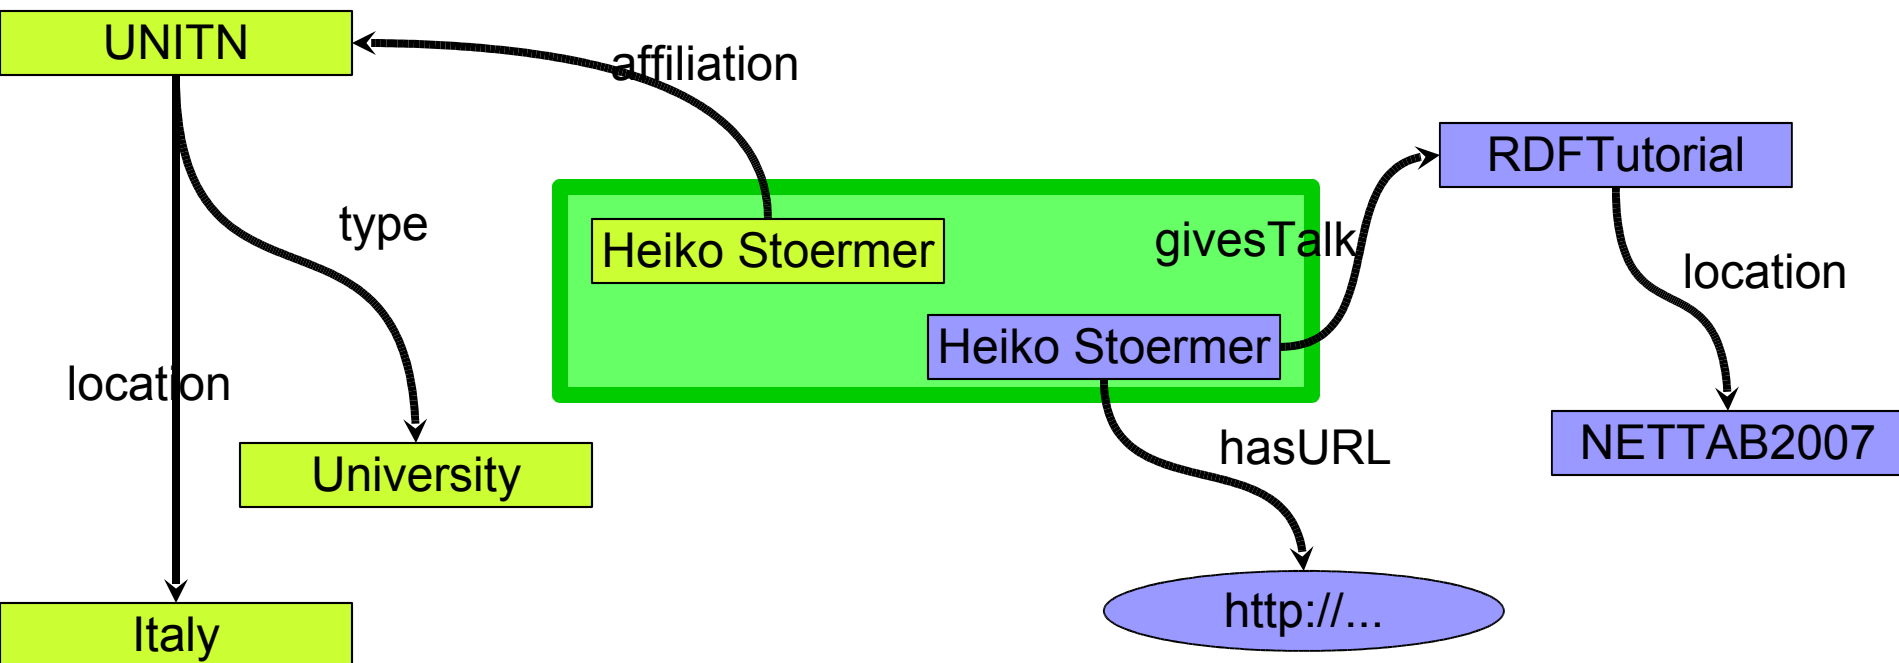 UNITN
affiliation
RDFTutorial
type
Heiko Stoermer
givesTalk
location
Heiko Stoermer
location
hasURL
NETTAB2007
University
http://...
Italy